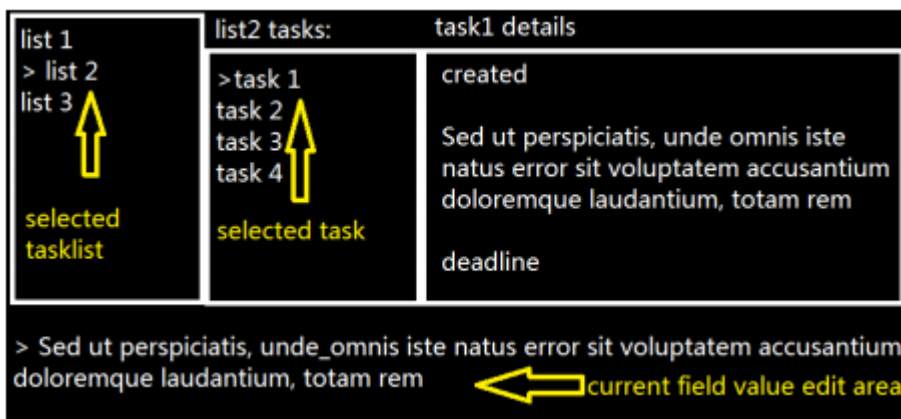 list 1
> list 2
list 3
selected
tasklist
list2 tasks:
>task 1
task 2
task 3
task 4
selected task
task1 details
created
Sed ut perspiciatis, unde omnis iste
natus error sit voluptatem accusantium
doloremque laudantium, totam rem
deadline
> Sed ut perspiciatis, unde_omnis iste natus error sit voluptatem accusantium
doloremque laudantium, totam rem
current field value edit area